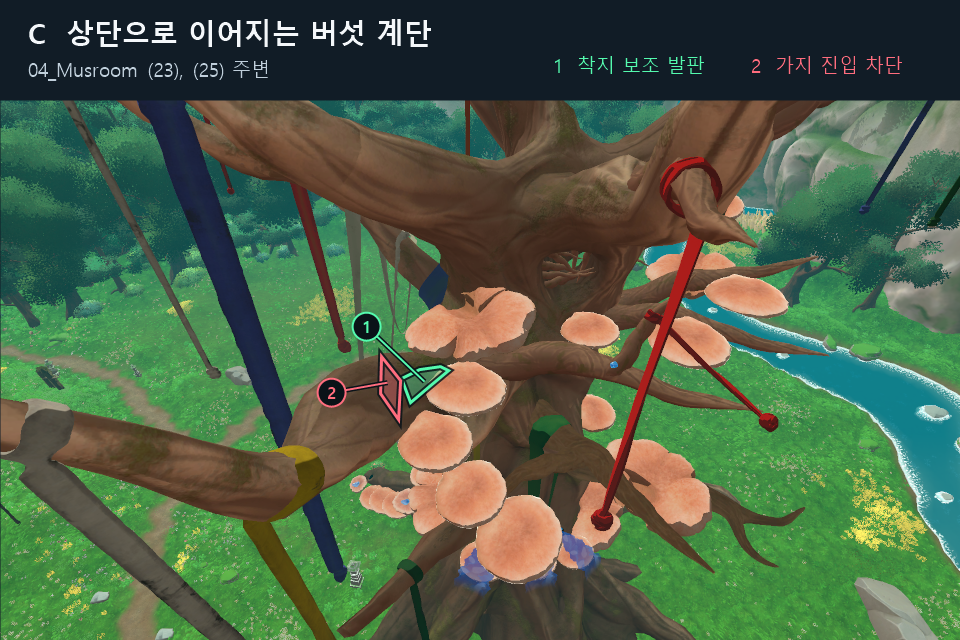 C 상단으로 이어지는 버섯 계단
04_Musroom (23), (25) 주변
1 착지 보조 발판 2 가지 진입 차단
1
2